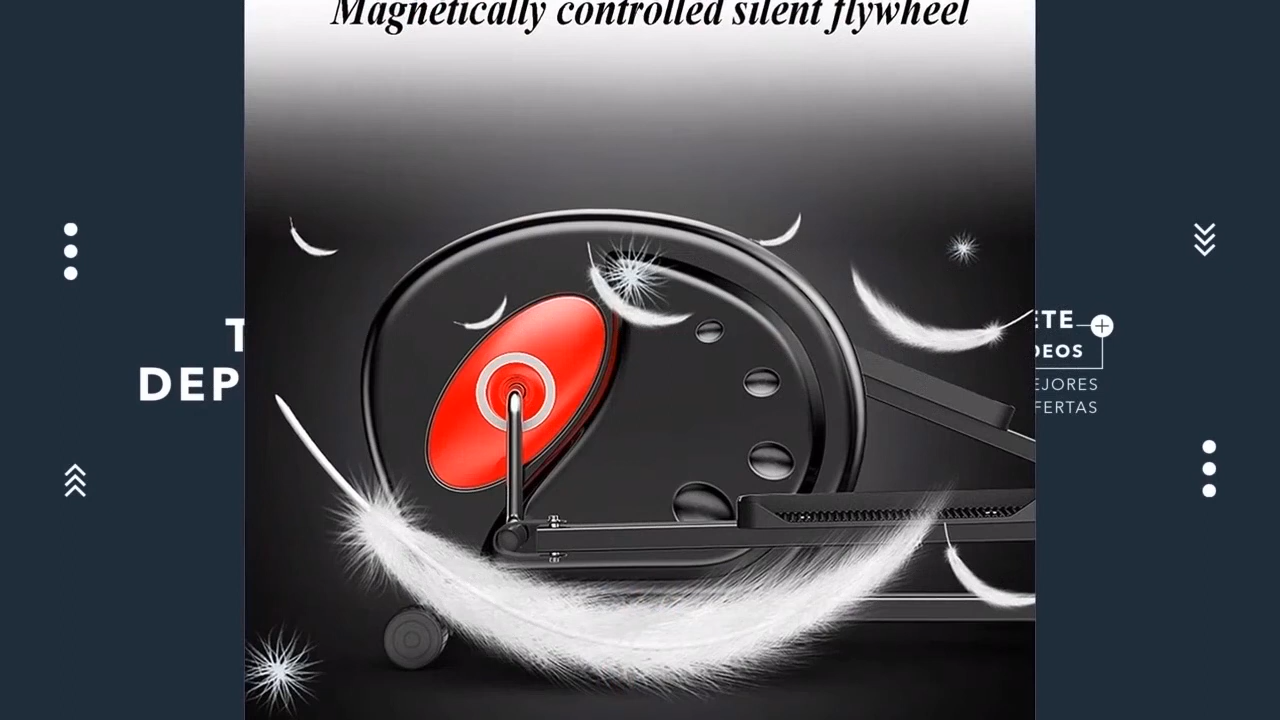 Magnetically controlled silent flywheel
T
DEP
ETE
DEOS
EJORES
FERTAS